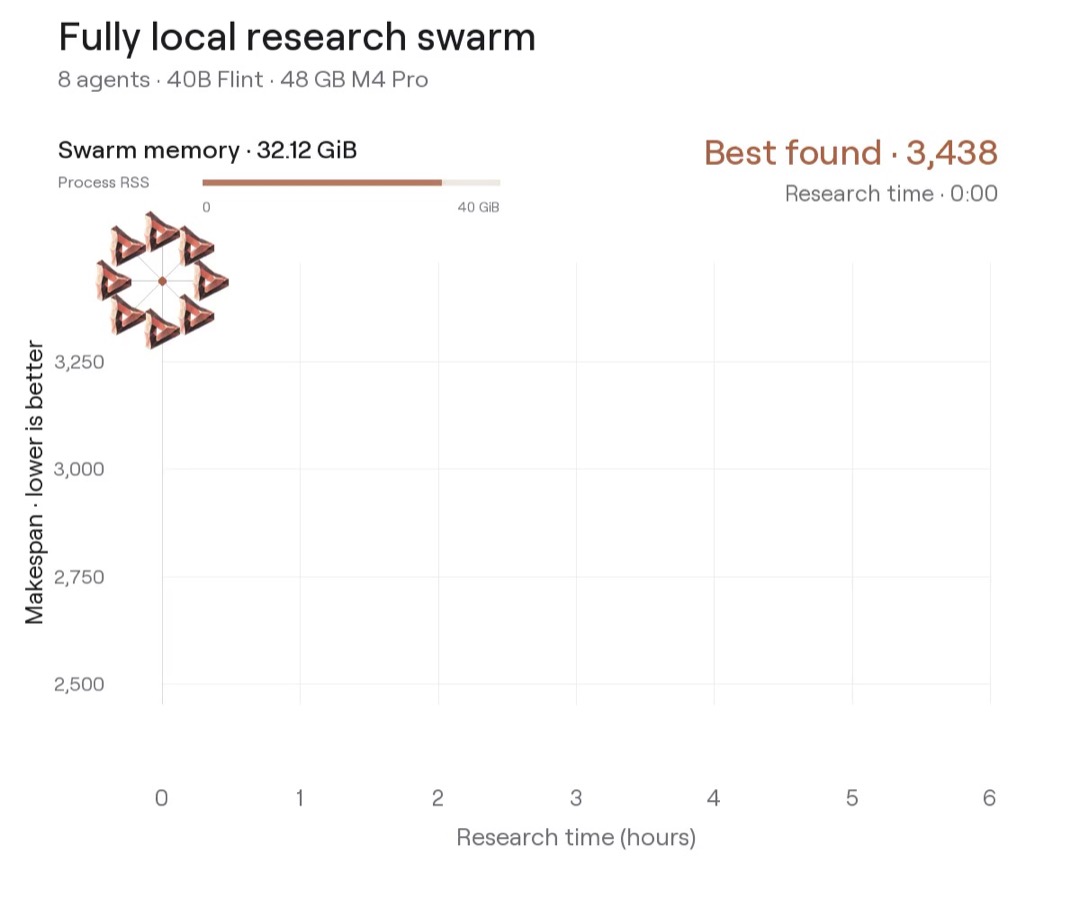 Fully local research swarm
8 agents · 40B Flint · 48 GB M4 Pro
Swarm memory · 32.12 GiB
Process RSS
0
40 GiB
Best found · 3,438
Research time · 0:00
Makespan · lower is better
3,250
3,000
2,750
2,500
0 1 2 3 4 5 6
Research time (hours)